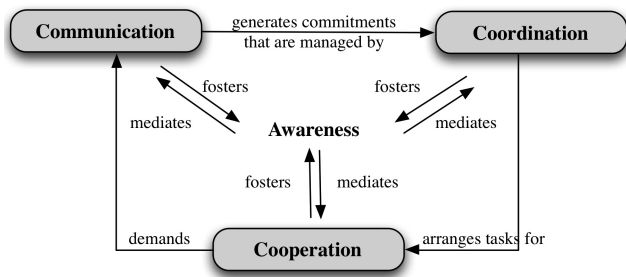 Communication
generates commitments
that are managed by
Coordination
fosters
fosters
mediates
Awareness
mediates
fosters
mediates
demands
Cooperation
arranges tasks for